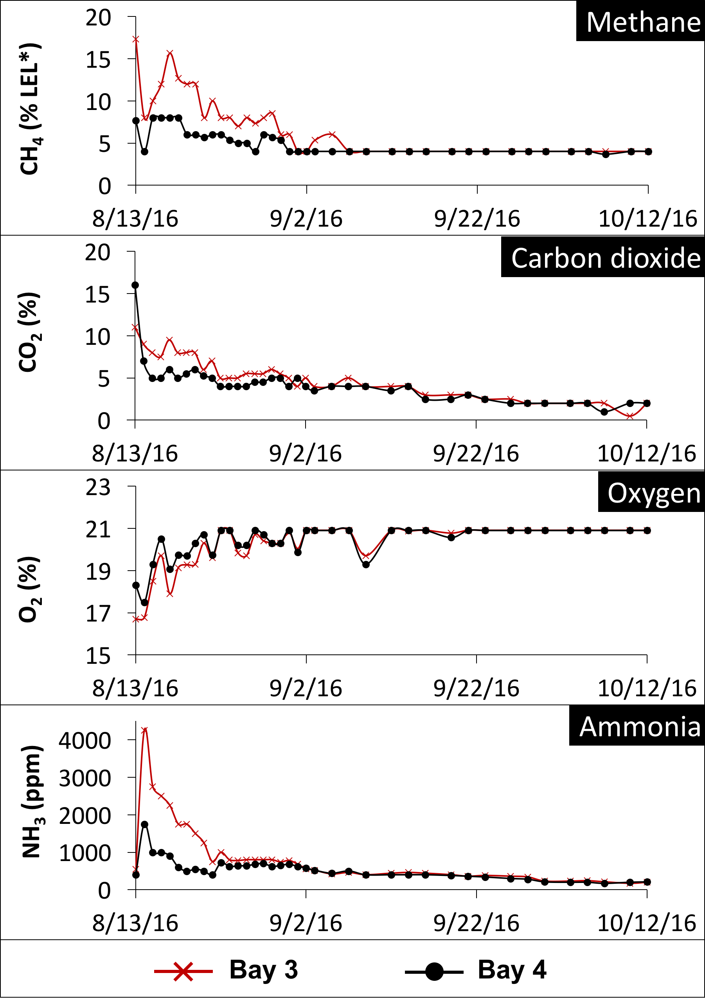 Methane
CH4 (% LEL*)
20
15
10
5
0
8/13/16 9/2/16 9/22/16 10/12/16
Carbon dioxide
CO2 (%)
20
15
10
5
0
8/13/16 9/2/16 9/22/16 10/12/16
Oxygen
O2 (%)
23
21
19
17
15
8/13/16 9/2/16 9/22/16 10/12/16
Ammonia
NH3 (ppm)
4000
3000
2000
1000
0
8/13/16 9/2/16 9/22/16 10/12/16
Bay 3 Bay 4